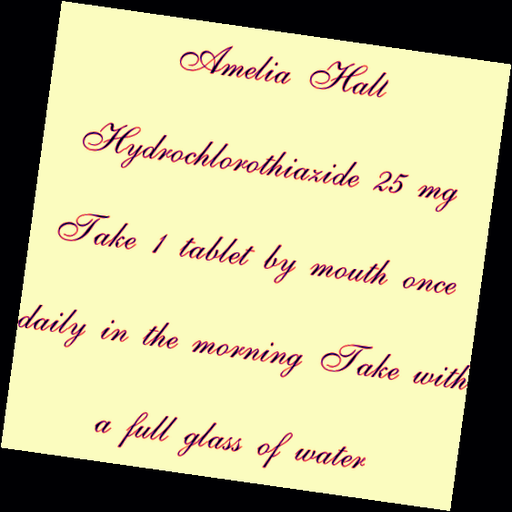 Amelia Hall
Hydrochlorothiazide 25 mg
Take 1 tablet by mouth once
daily in the morning Take with
a full glass of water